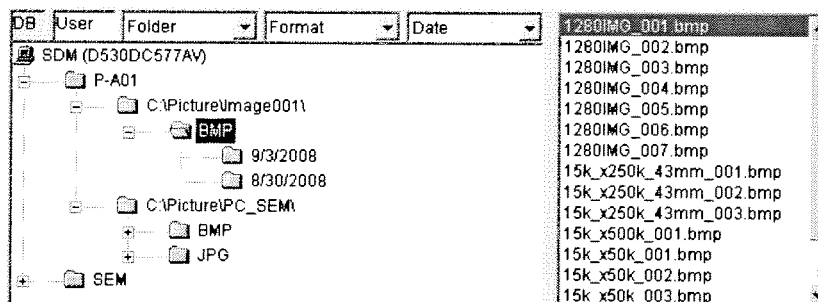 DB User Folder Format Date
SDM (D530DC577AV)
P-A01
C:\Picture\Image001\
BMP
9/3/2008
8/30/2008
C:\Picture\PC_SEM\
BMP
JPG
SEM
1280IMG_001.bmp
1280IMG_002.bmp
1280IMG_003.bmp
1280IMG_004.bmp
1280IMG_005.bmp
1280IMG_006.bmp
1280IMG_007.bmp
15k_x250k_43mm_001.bmp
15k_x250k_43mm_002.bmp
15k_x250k_43mm_003.bmp
15k_x500k_001.bmp
15k_x50k_001.bmp
15k_x50k_002.bmp
15k_x50k_003.bmp